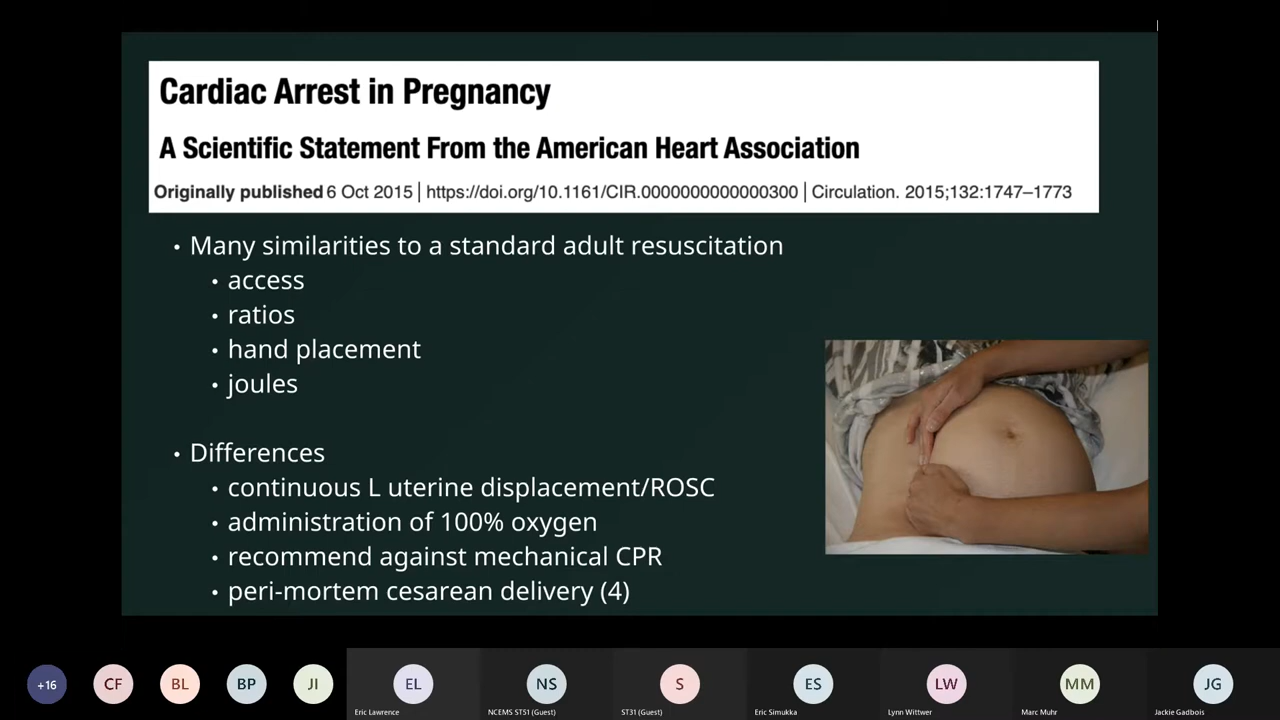 Cardiac Arrest in Pregnancy
A Scientific Statement From the American Heart Association
Originally published 6 Oct 2015 | https://doi.org/10.1161/CIR.0000000000000300 | Circulation. 2015;132:1747–1773
• Many similarities to a standard adult resuscitation
• access
• ratios
• hand placement
• joules
• Differences
• continuous L uterine displacement/ROSC
• administration of 100% oxygen
• recommend against mechanical CPR
• peri-mortem cesarean delivery (4)
+16 CF BL BP JI EL NS S ES LW MM JG
Eric Lawrence NCEMS ST51 (Guest) ST31 (Guest) Eric Simukka Lynn Wittwer Marc Muhr Jackie Gadbois